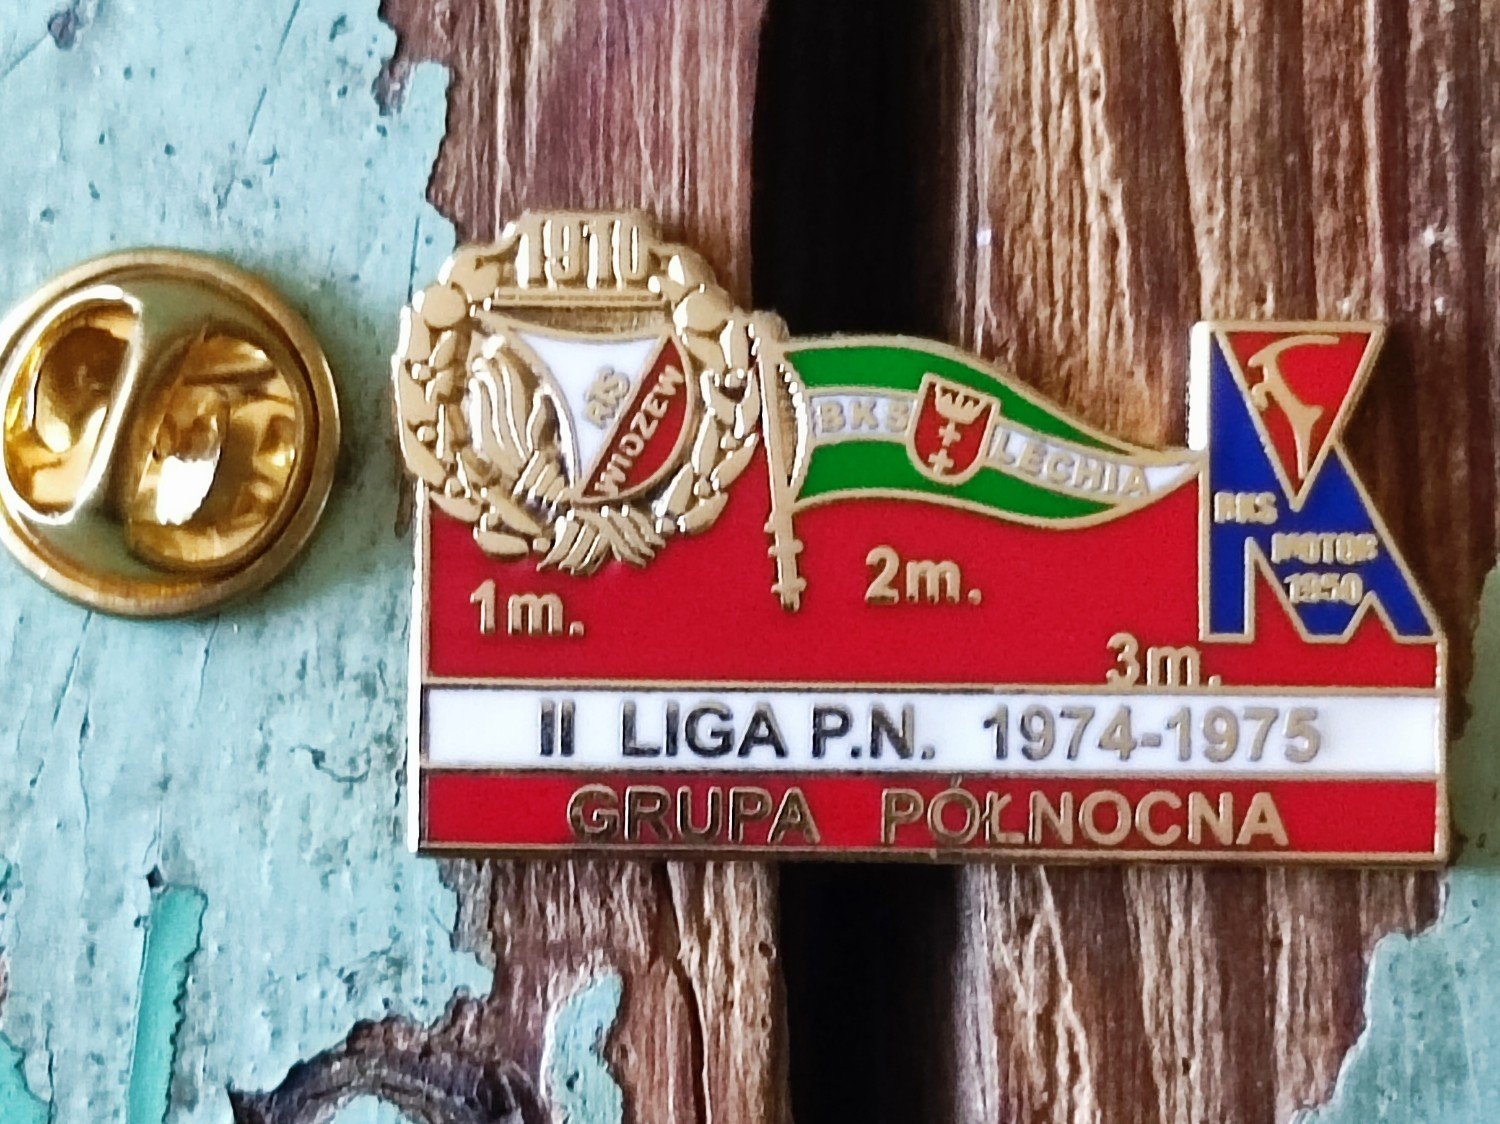 1910
RTS
WIDZEW
BKS LECHIA
RKS
MOTOR
1950
1m.
2m.
3m.
II LIGA P.N. 1974-1975
GRUPA PÓŁNOCNA